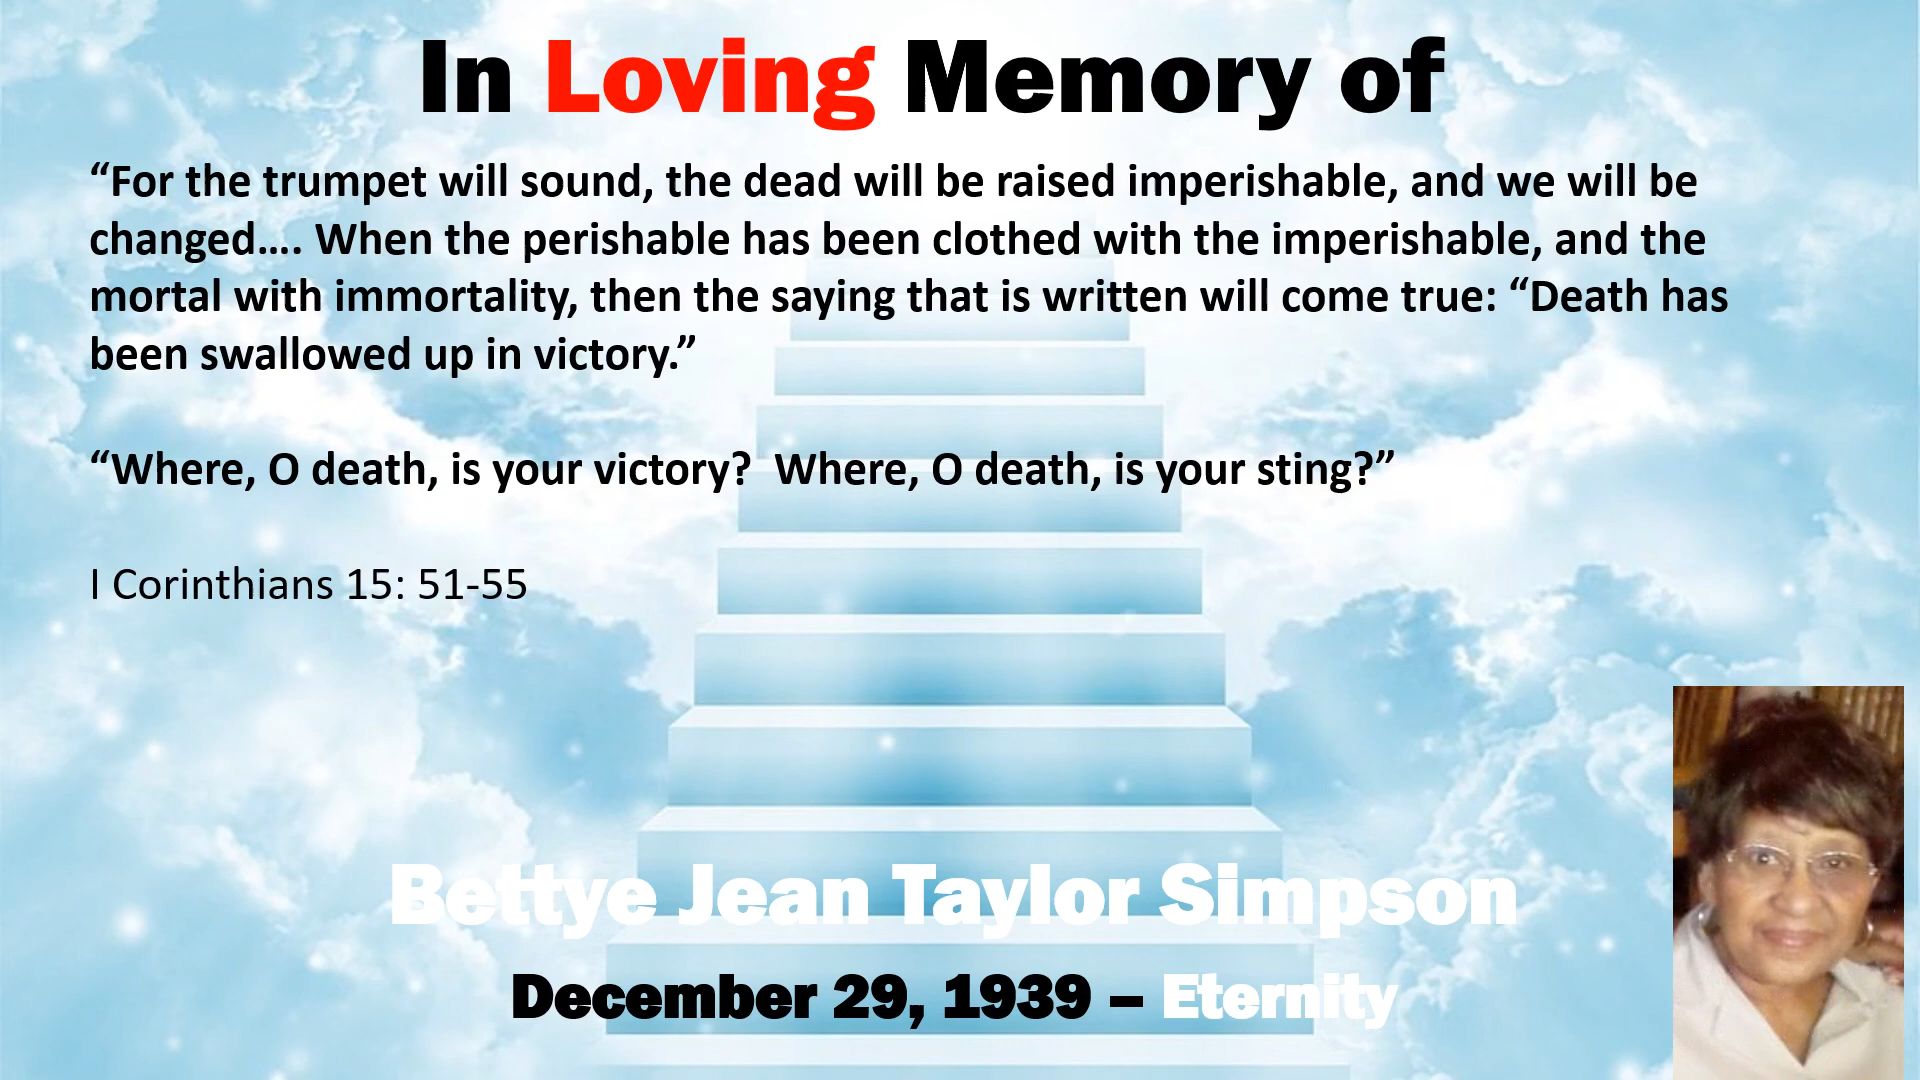 In Loving Memory of
“For the trumpet will sound, the dead will be raised imperishable, and we will be
changed…. When the perishable has been clothed with the imperishable, and the
mortal with immortality, then the saying that is written will come true: “Death has
been swallowed up in victory.”
“Where, O death, is your victory?  Where, O death, is your sting?”
I Corinthians 15: 51-55
Bettye Jean Taylor Simpson
December 29, 1939 – Eternity